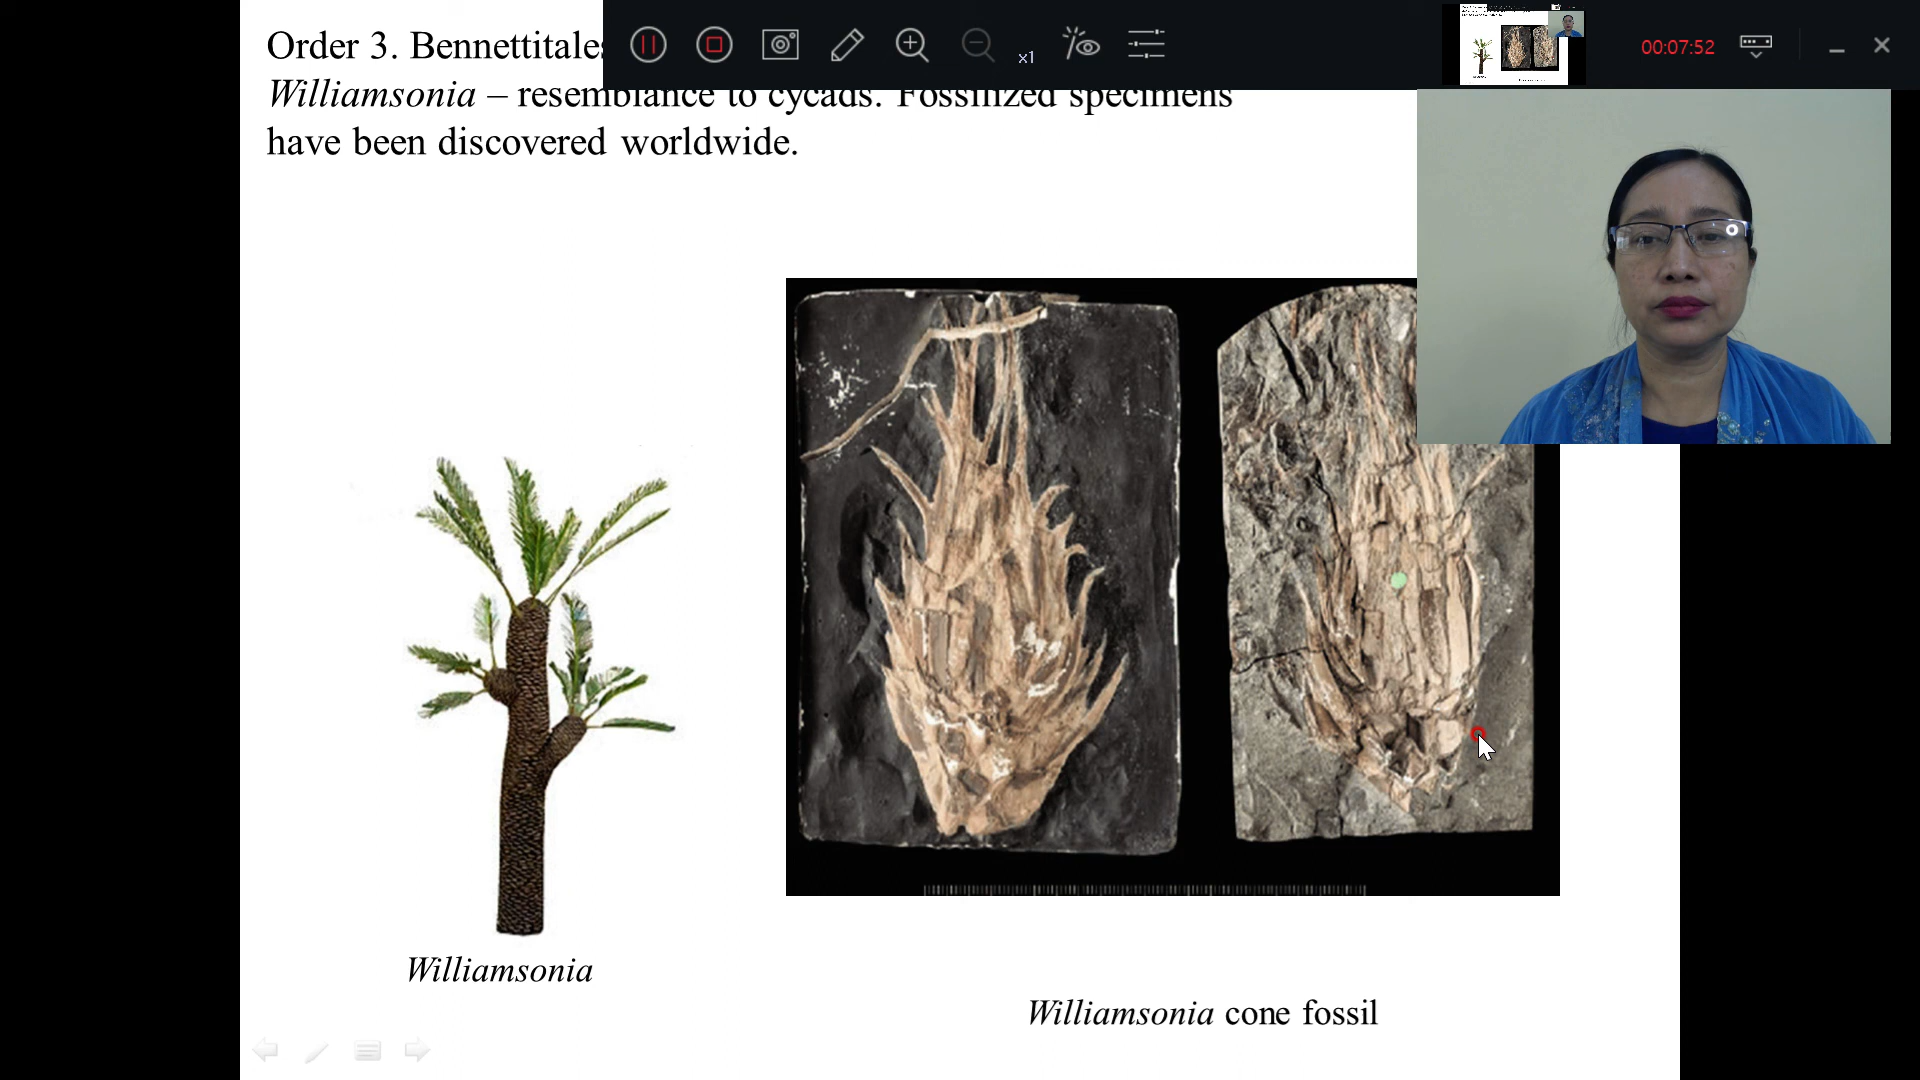 Order 3. Bennettitales
Williamsonia – resemblance to cycads. Fossilized specimens
have been discovered worldwide.
x1
00:07:52
Williamsonia
Williamsonia cone fossil